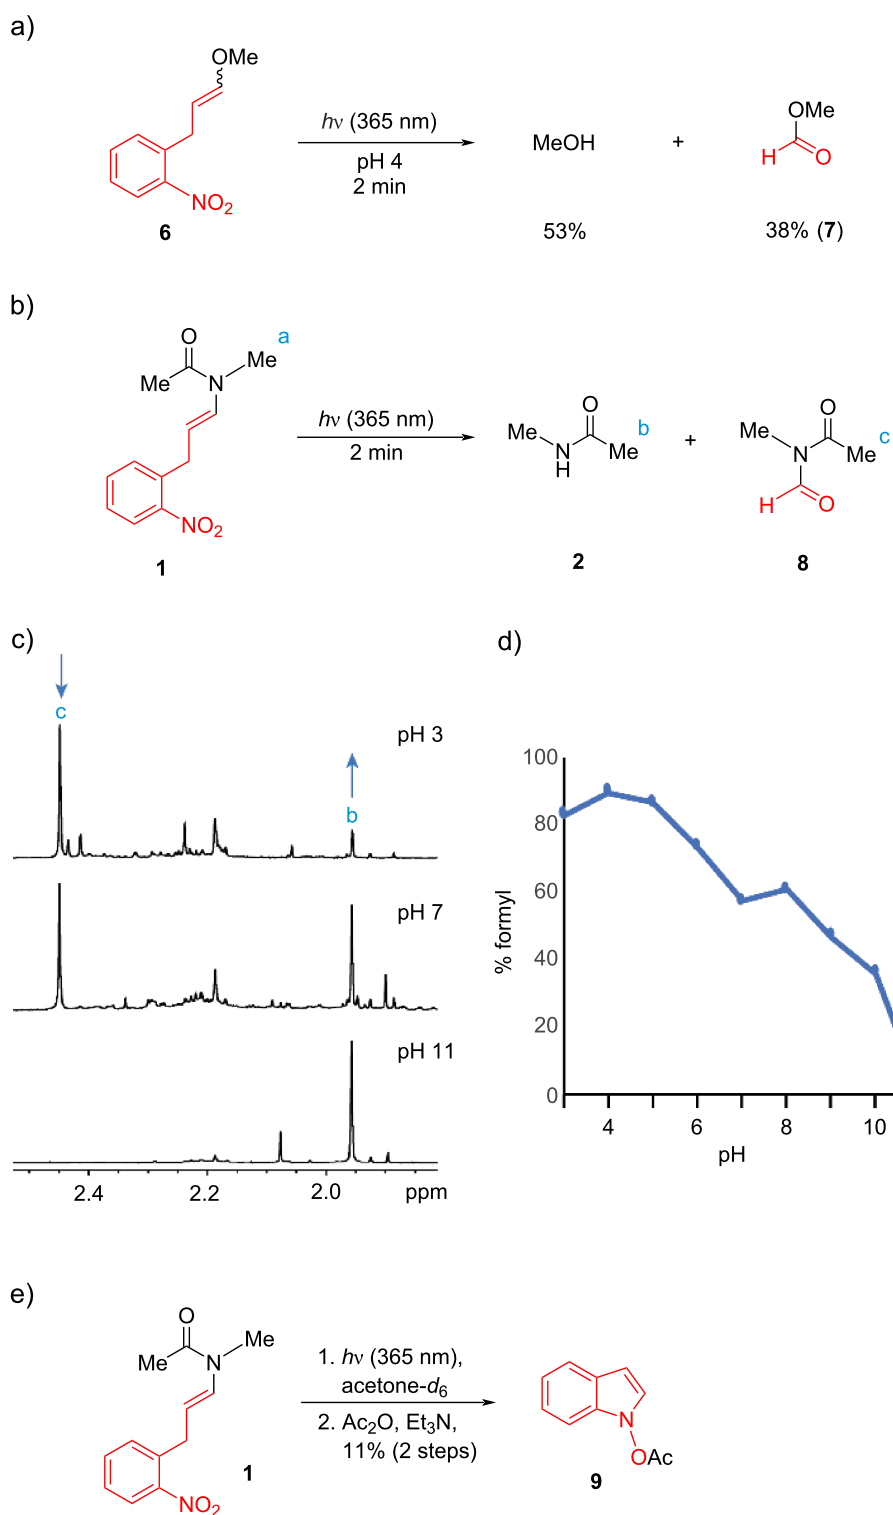 a)
OMe
NO2
6
hν (365 nm)
pH 4
2 min
MeOH
+
OMe
H
O
53%
38% (7)
b)
O
a
Me
Me
N
NO2
1
hν (365 nm)
2 min
Me
N
H
O
b
Me
2
+
Me
N
O
c
Me
H
O
8
c)
c
pH 3
b
pH 7
pH 11
2.4
2.2
2.0
ppm
d)
100
80
60
40
20
0
% formyl
4
6
8
10
pH
e)
O
Me
Me
N
NO2
1
1. hν (365 nm),
acetone-d6
2. Ac2O, Et3N,
11% (2 steps)
N
OAc
9